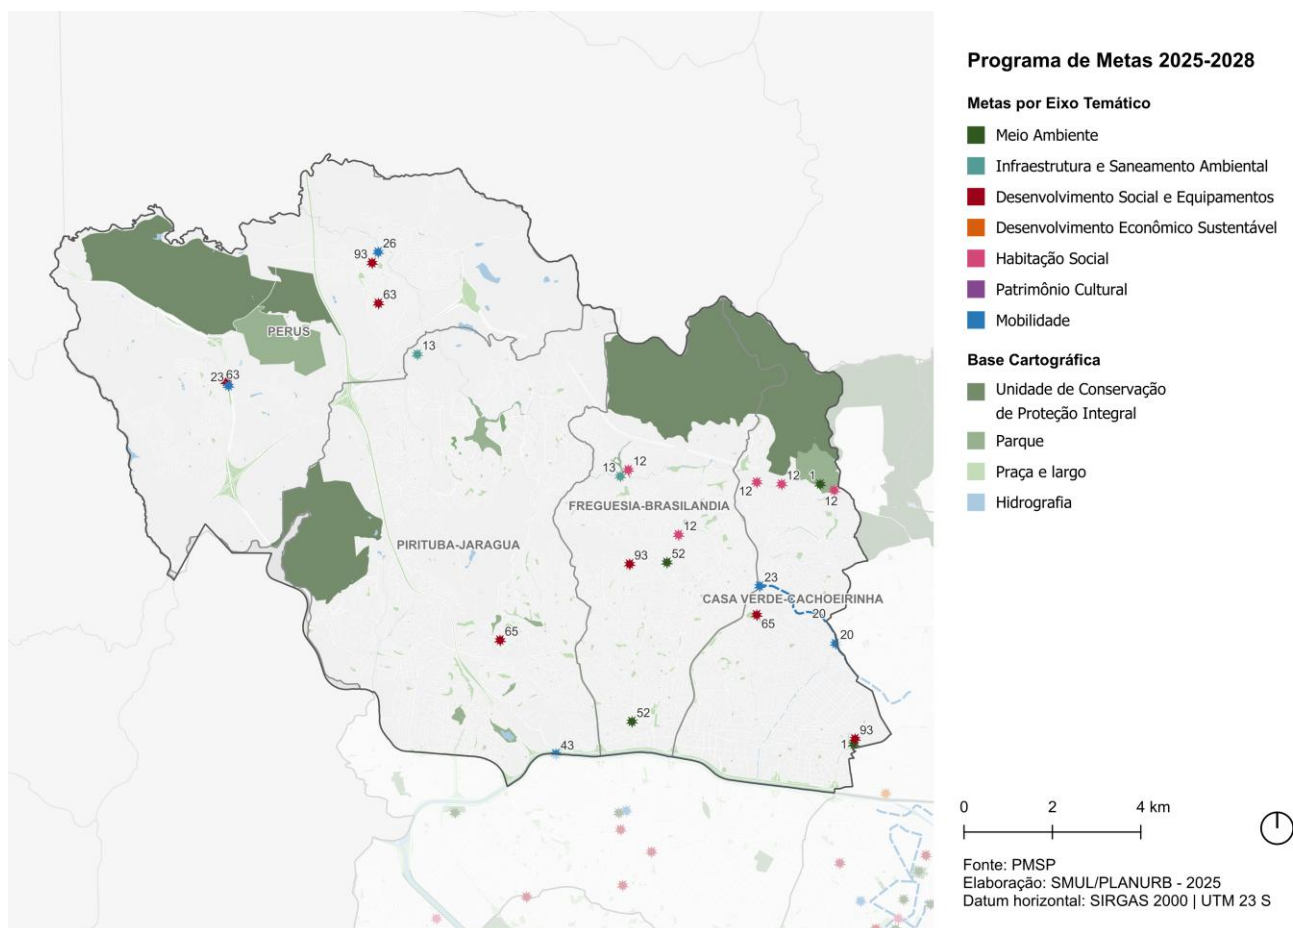 Programa de Metas 2025-2028
Metas por Eixo Temático
Meio Ambiente
Infraestrutura e Saneamento Ambiental
Desenvolvimento Social e Equipamentos
Desenvolvimento Econômico Sustentável
Habitação Social
Patrimônio Cultural
Mobilidade
Base Cartográfica
Unidade de Conservação
de Proteção Integral
Parque
Praça e largo
Hidrografia
26
93
63
PERUS
13
23
63
12
13
12
12
1
12
FREGUESIA-BRASILANDIA
12
PIRITUBA-JARAGUA
93
52
23
CASA VERDE-CACHOEIRINHA
65
20
65
20
52
93
1
43
0 2 4 km
Fonte: PMSP
Elaboração: SMUL/PLANURB - 2025
Datum horizontal: SIRGAS 2000 | UTM 23 S